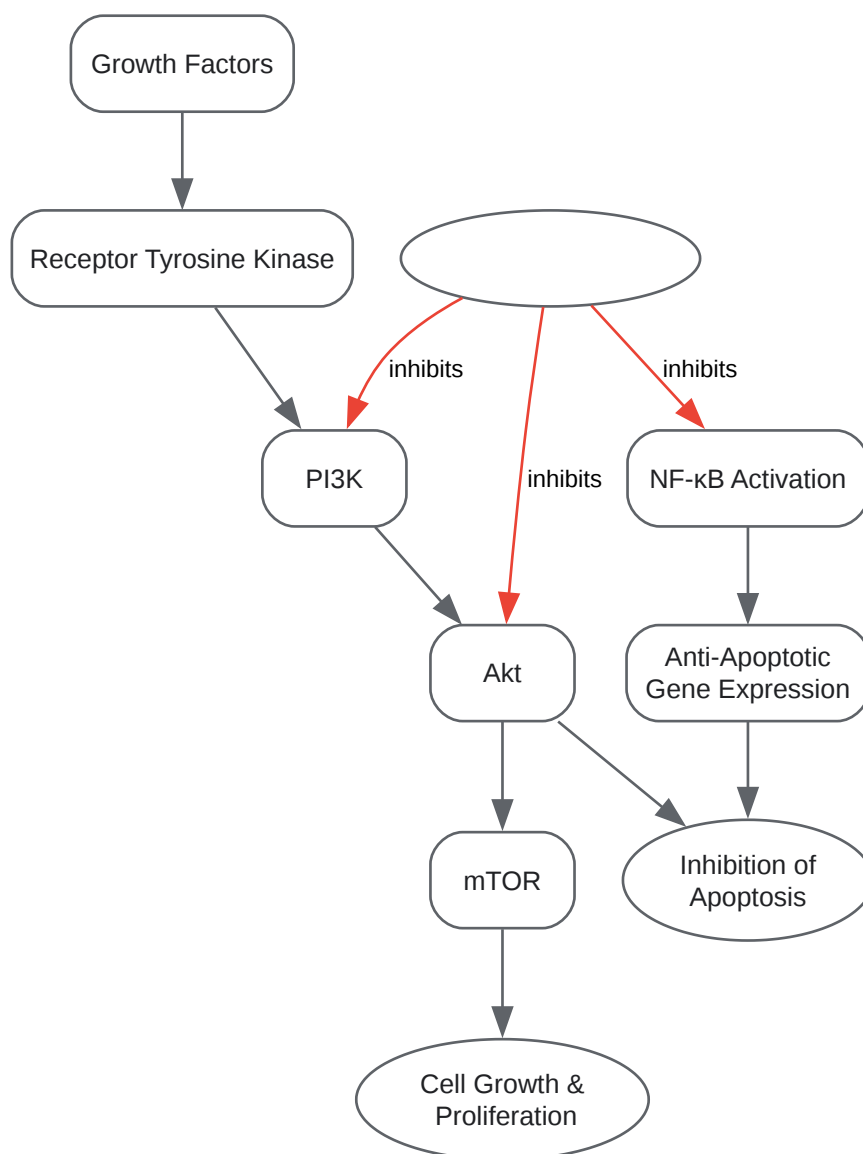 Growth Factors
Receptor Tyrosine Kinase
inhibits
inhibits
inhibits
PI3K
NF-κB Activation
Akt
Anti-Apoptotic
Gene Expression
mTOR
Inhibition of
Apoptosis
Cell Growth &
Proliferation